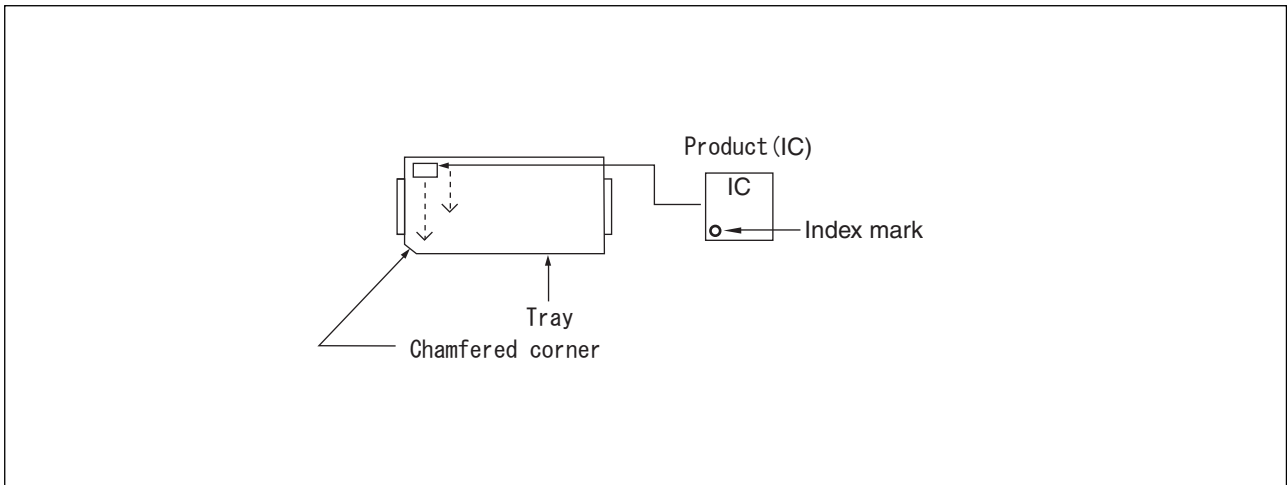 Product(IC)
IC
Index mark
Tray
Chamfered corner